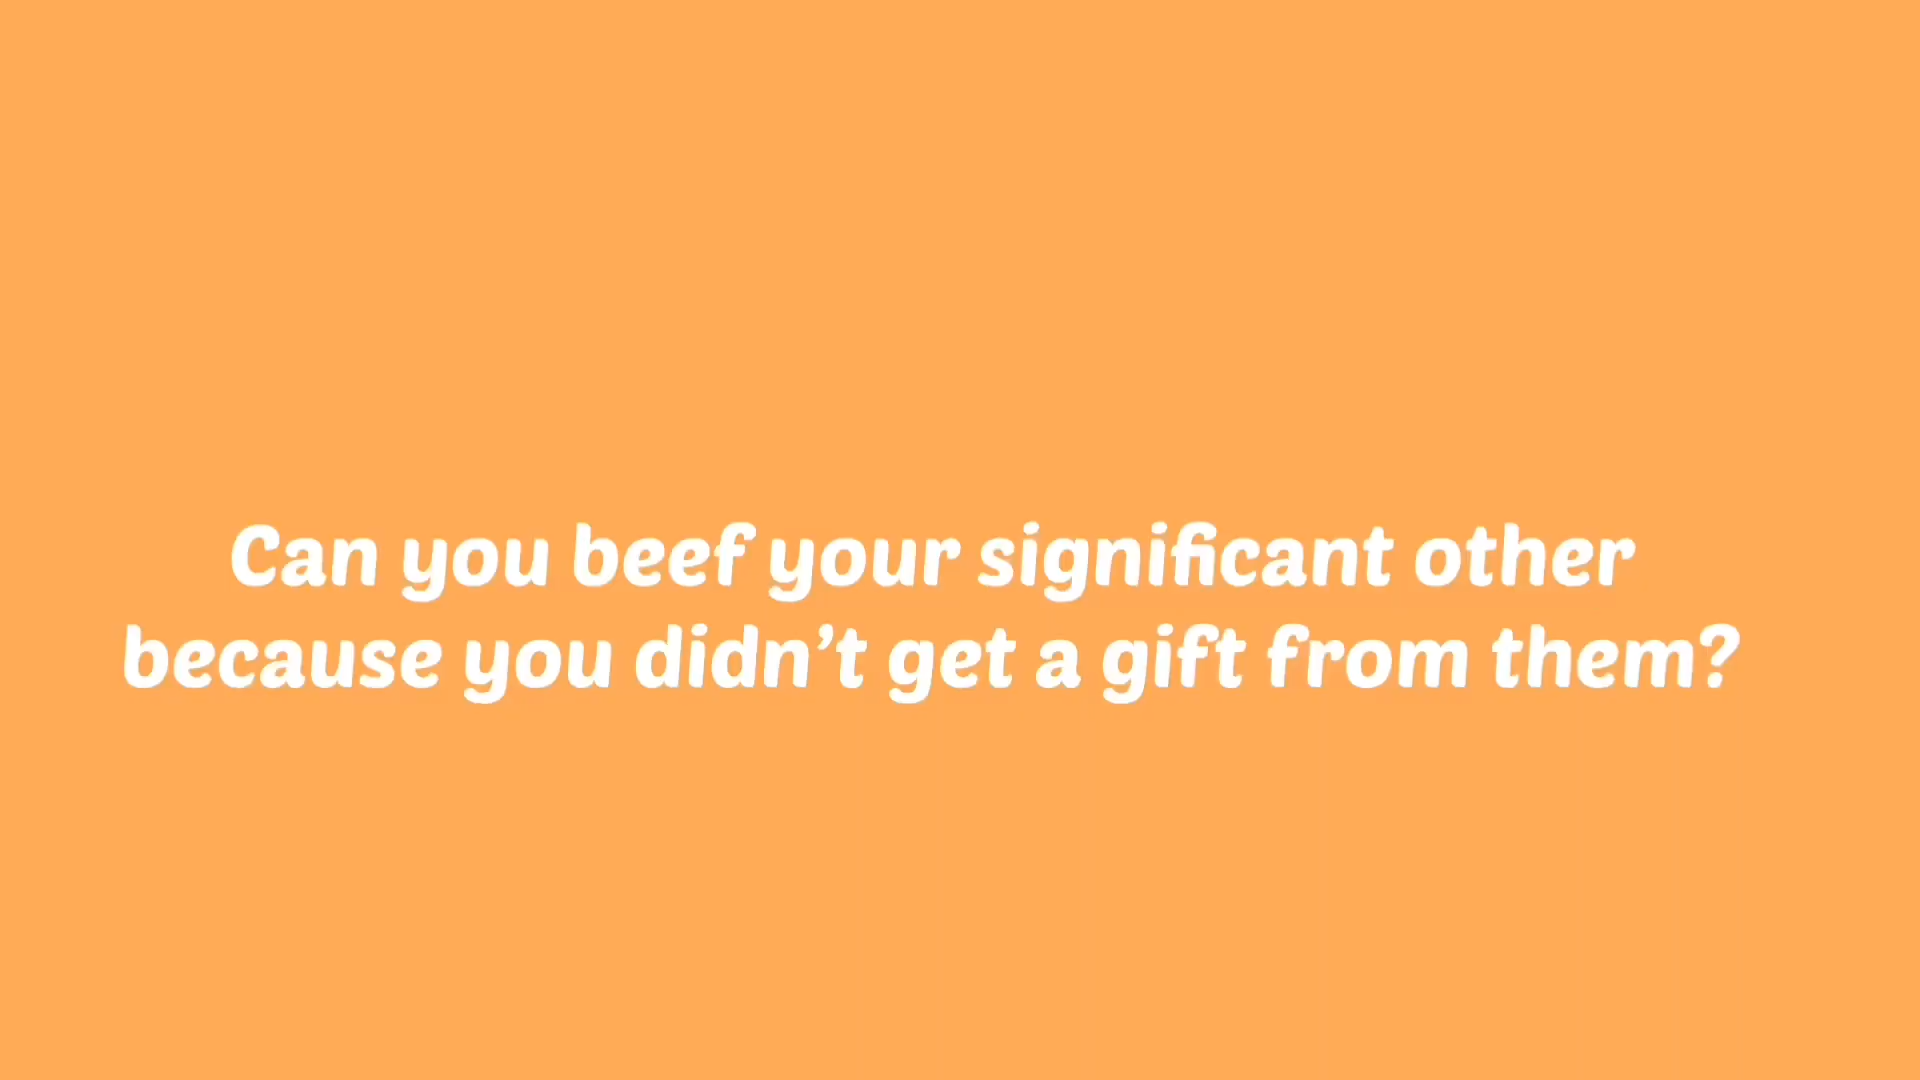 Can you beef your significant other
because you didn’t get a gift from them?